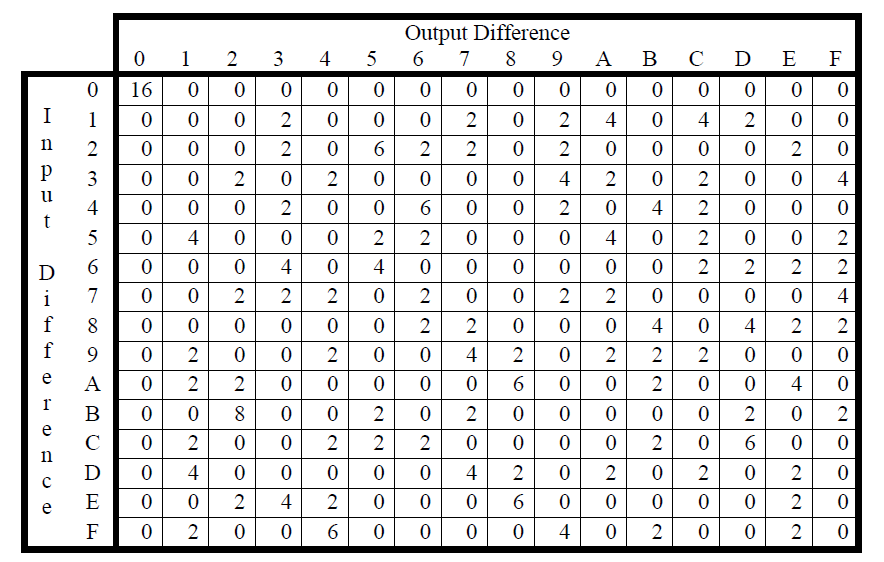 Output Difference
0 1 2 3 4 5 6 7 8 9 A B C D E F
Input Difference
0 16 0 0 0 0 0 0 0 0 0 0 0 0 0 0 0
1 0 0 0 2 0 0 0 2 0 2 4 0 4 2 0 0
2 0 0 0 2 0 6 2 2 0 2 0 0 0 0 2 0
3 0 0 2 0 2 0 0 0 0 4 2 0 2 0 0 4
4 0 0 0 2 0 0 6 0 0 2 0 4 2 0 0 0
5 0 4 0 0 0 2 2 0 0 0 4 0 2 0 0 2
6 0 0 0 4 0 4 0 0 0 0 0 0 2 2 2 2
7 0 0 2 2 2 0 2 0 0 2 2 0 0 0 0 4
8 0 0 0 0 0 0 2 2 0 0 0 4 0 4 2 2
9 0 2 0 0 2 0 0 4 2 0 2 2 2 0 0 0
A 0 2 2 0 0 0 0 0 6 0 0 2 0 0 4 0
B 0 0 8 0 0 2 0 2 0 0 0 0 0 2 0 2
C 0 2 0 0 2 2 2 0 0 0 0 2 0 6 0 0
D 0 4 0 0 0 0 0 4 2 0 2 0 2 0 2 0
E 0 0 2 4 2 0 0 0 6 0 0 0 0 0 2 0
F 0 2 0 0 6 0 0 0 0 4 0 2 0 0 2 0